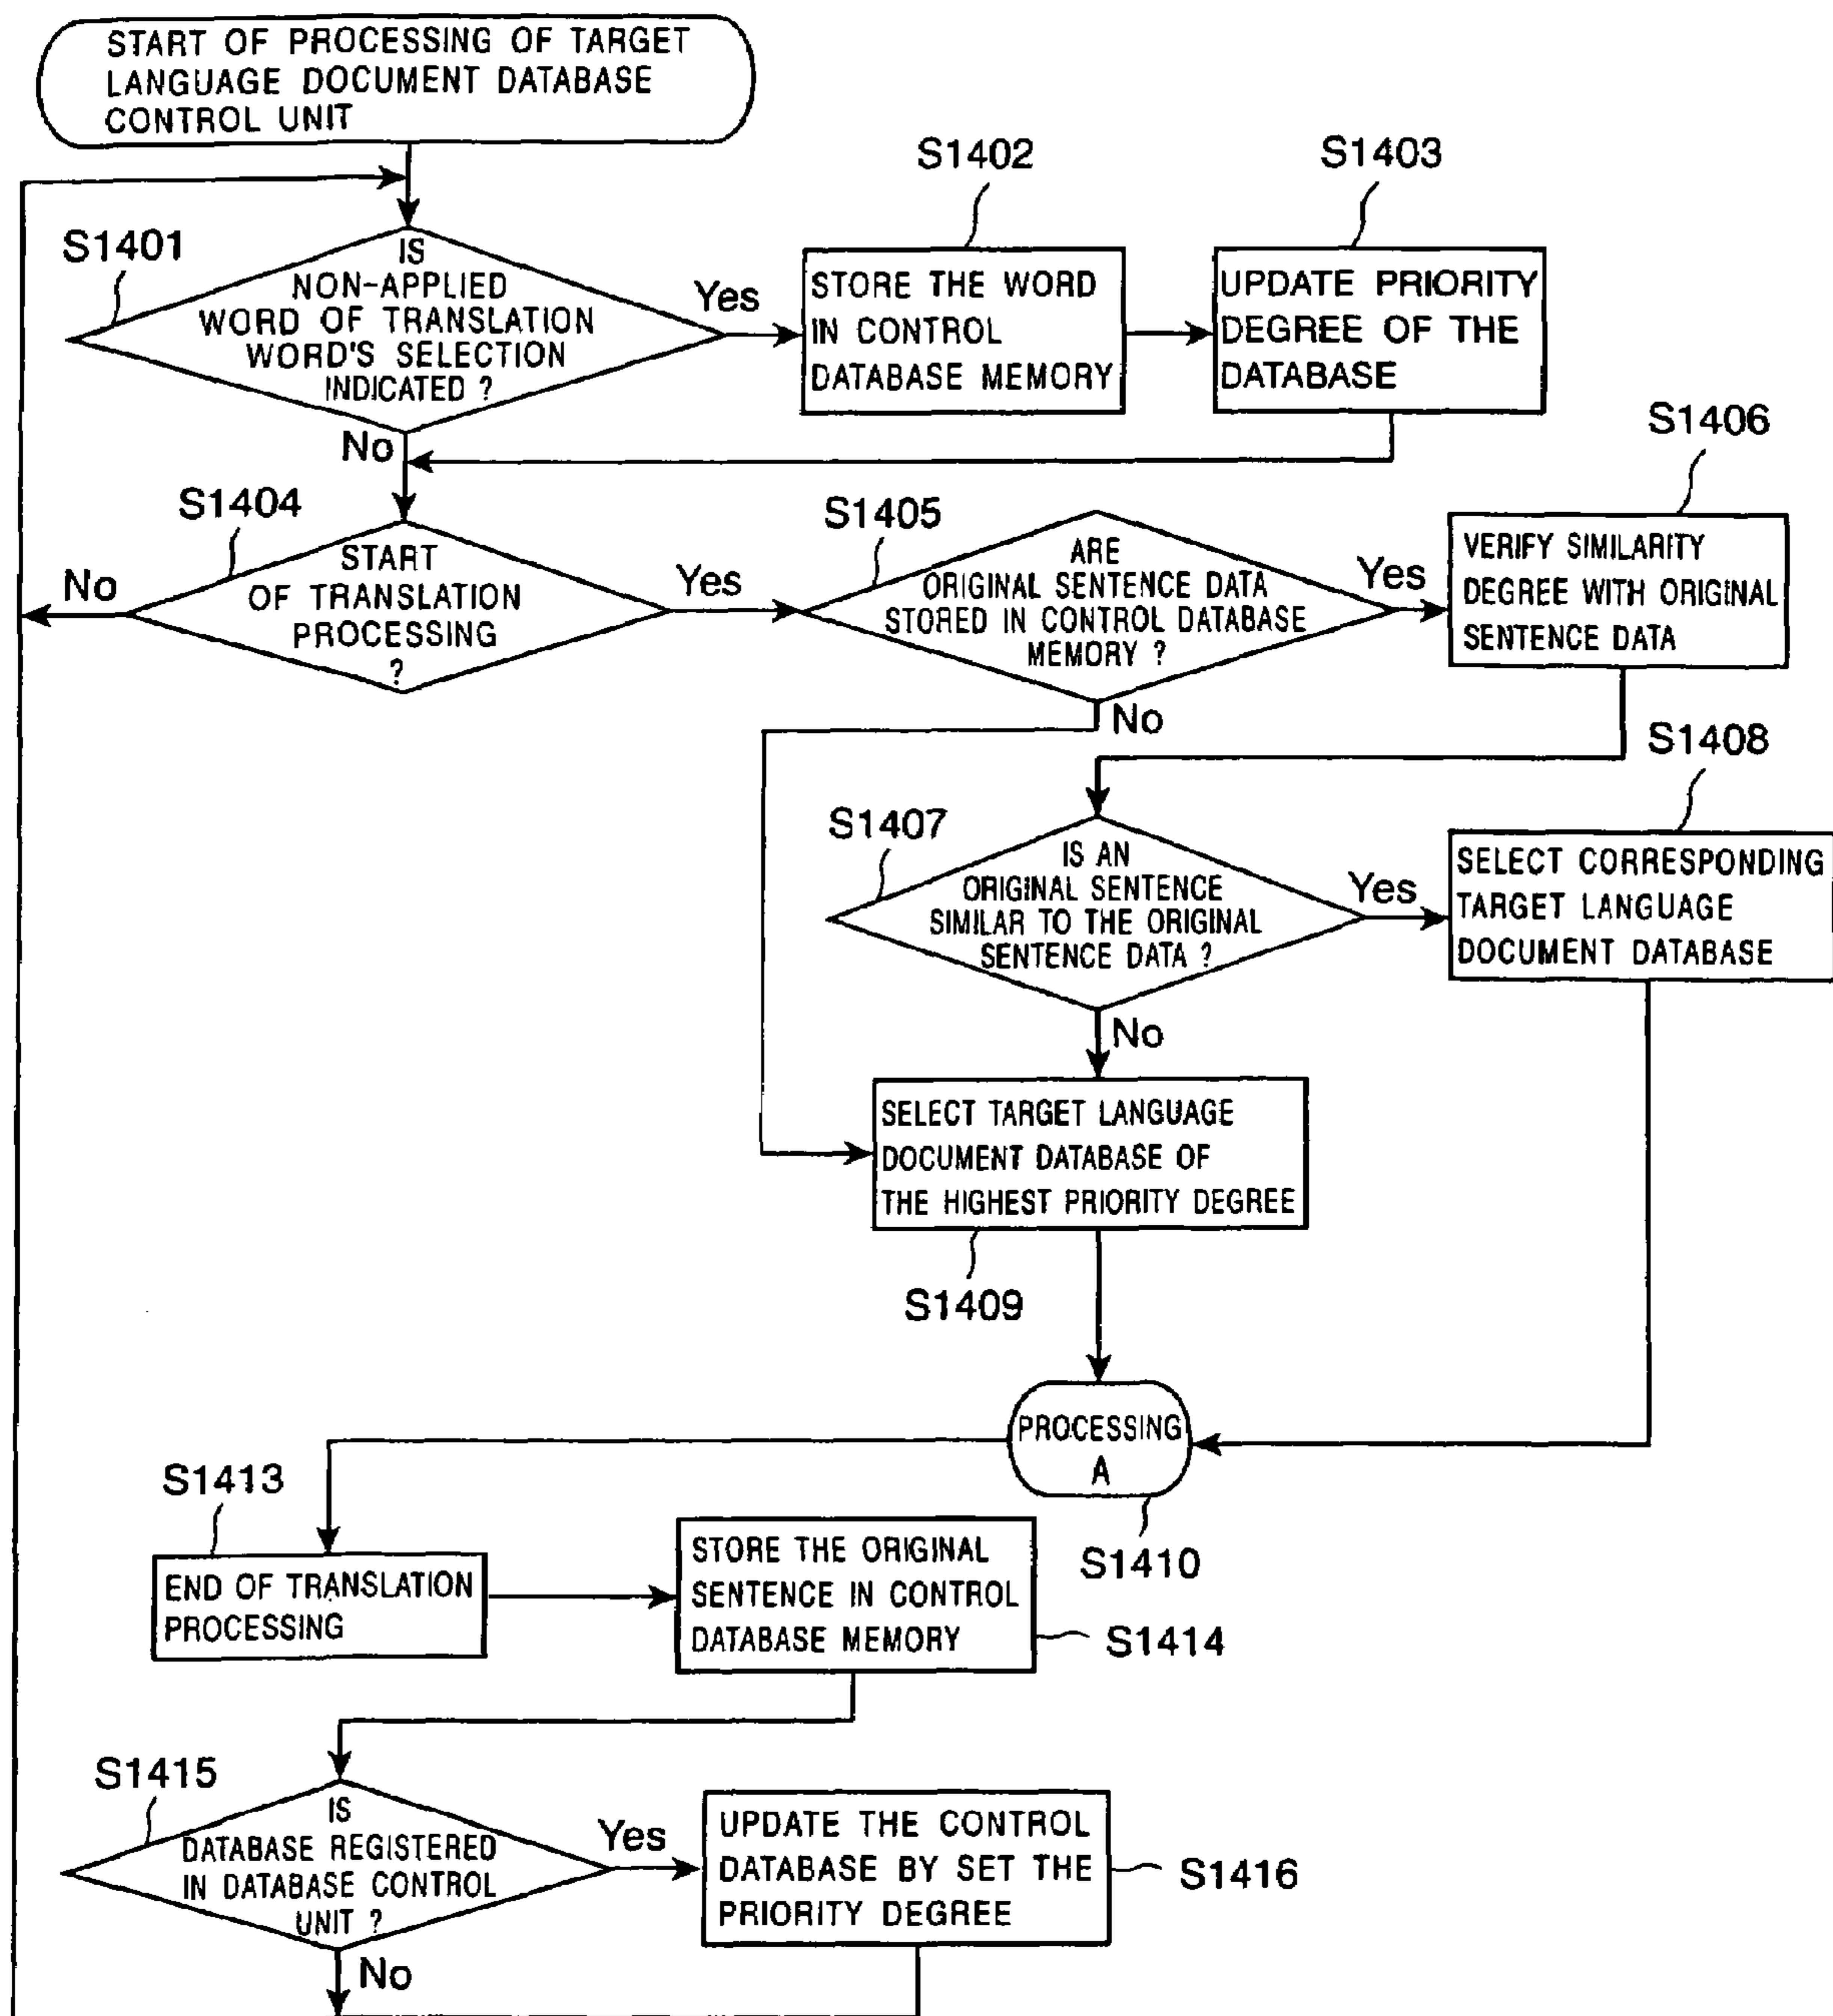 START OF PROCESSING OF TARGET
LANGUAGE DOCUMENT DATABASE
CONTROL UNIT
S1401
IS
NON-APPLIED
WORD OF TRANSLATION
WORD'S SELECTION
INDICATED ?
Yes
No
S1402
STORE THE WORD
IN CONTROL
DATABASE MEMORY
S1403
UPDATE PRIORITY
DEGREE OF THE
DATABASE
S1404
START
OF TRANSLATION
PROCESSING
?
No
Yes
S1405
ARE
ORIGINAL SENTENCE DATA
STORED IN CONTROL DATABASE
MEMORY ?
Yes
No
S1406
VERIFY SIMILARITY
DEGREE WITH ORIGINAL
SENTENCE DATA
S1407
IS AN
ORIGINAL SENTENCE
SIMILAR TO THE ORIGINAL
SENTENCE DATA ?
Yes
No
S1408
SELECT CORRESPONDING
TARGET LANGUAGE
DOCUMENT DATABASE
SELECT TARGET LANGUAGE
DOCUMENT DATABASE OF
THE HIGHEST PRIORITY DEGREE
S1409
PROCESSING
A
S1410
S1413
END OF TRANSLATION
PROCESSING
STORE THE ORIGINAL
SENTENCE IN CONTROL
DATABASE MEMORY
S1414
S1415
IS
DATABASE REGISTERED
IN DATABASE CONTROL
UNIT ?
Yes
No
UPDATE THE CONTROL
DATABASE BY SET THE
PRIORITY DEGREE
S1416